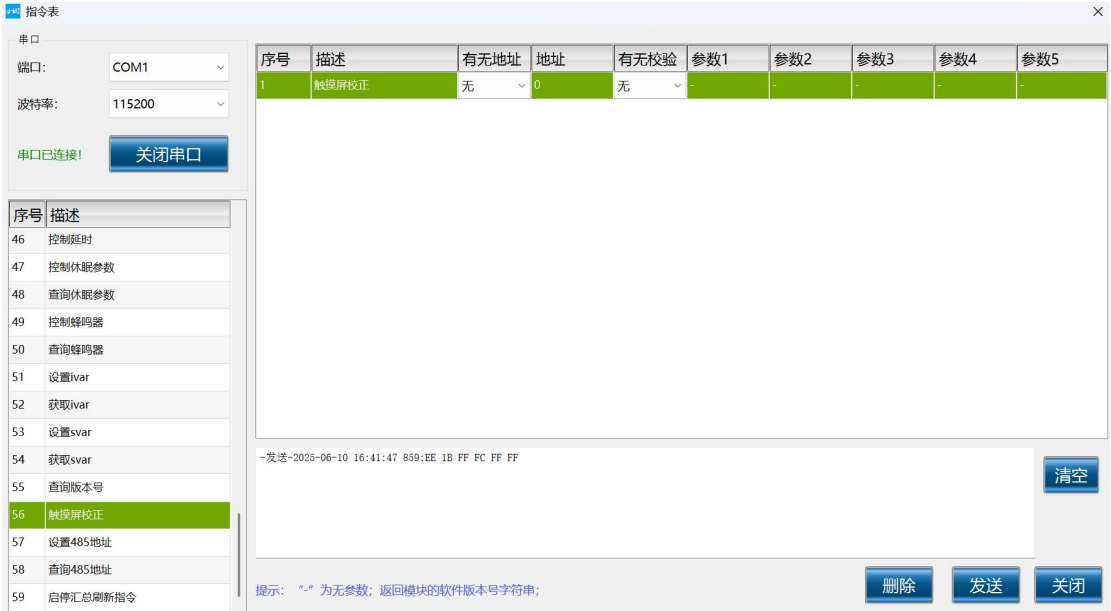 指令表
串口
端口: COM1
波特率: 115200
串口已连接! 关闭串口
序号 描述
46 控制延时
47 控制休眠参数
48 查询休眠参数
49 控制蜂鸣器
50 查询蜂鸣器
51 设置ivar
52 获取ivar
53 设置svar
54 获取svar
55 查询版本号
56 触摸屏校正
57 设置485地址
58 查询485地址
59 启停汇总刷新指令
序号 描述 有无地址 地址 有无校验 参数1 参数2 参数3 参数4 参数5
1 触摸屏校正 无 0 无 - - - - -
-发送-2025-06-10 16:41:47 859:EE 1B FF FC FF FF
清空
提示: “-”为无参数; 返回模块的软件版本号字符串;
删除 发送 关闭